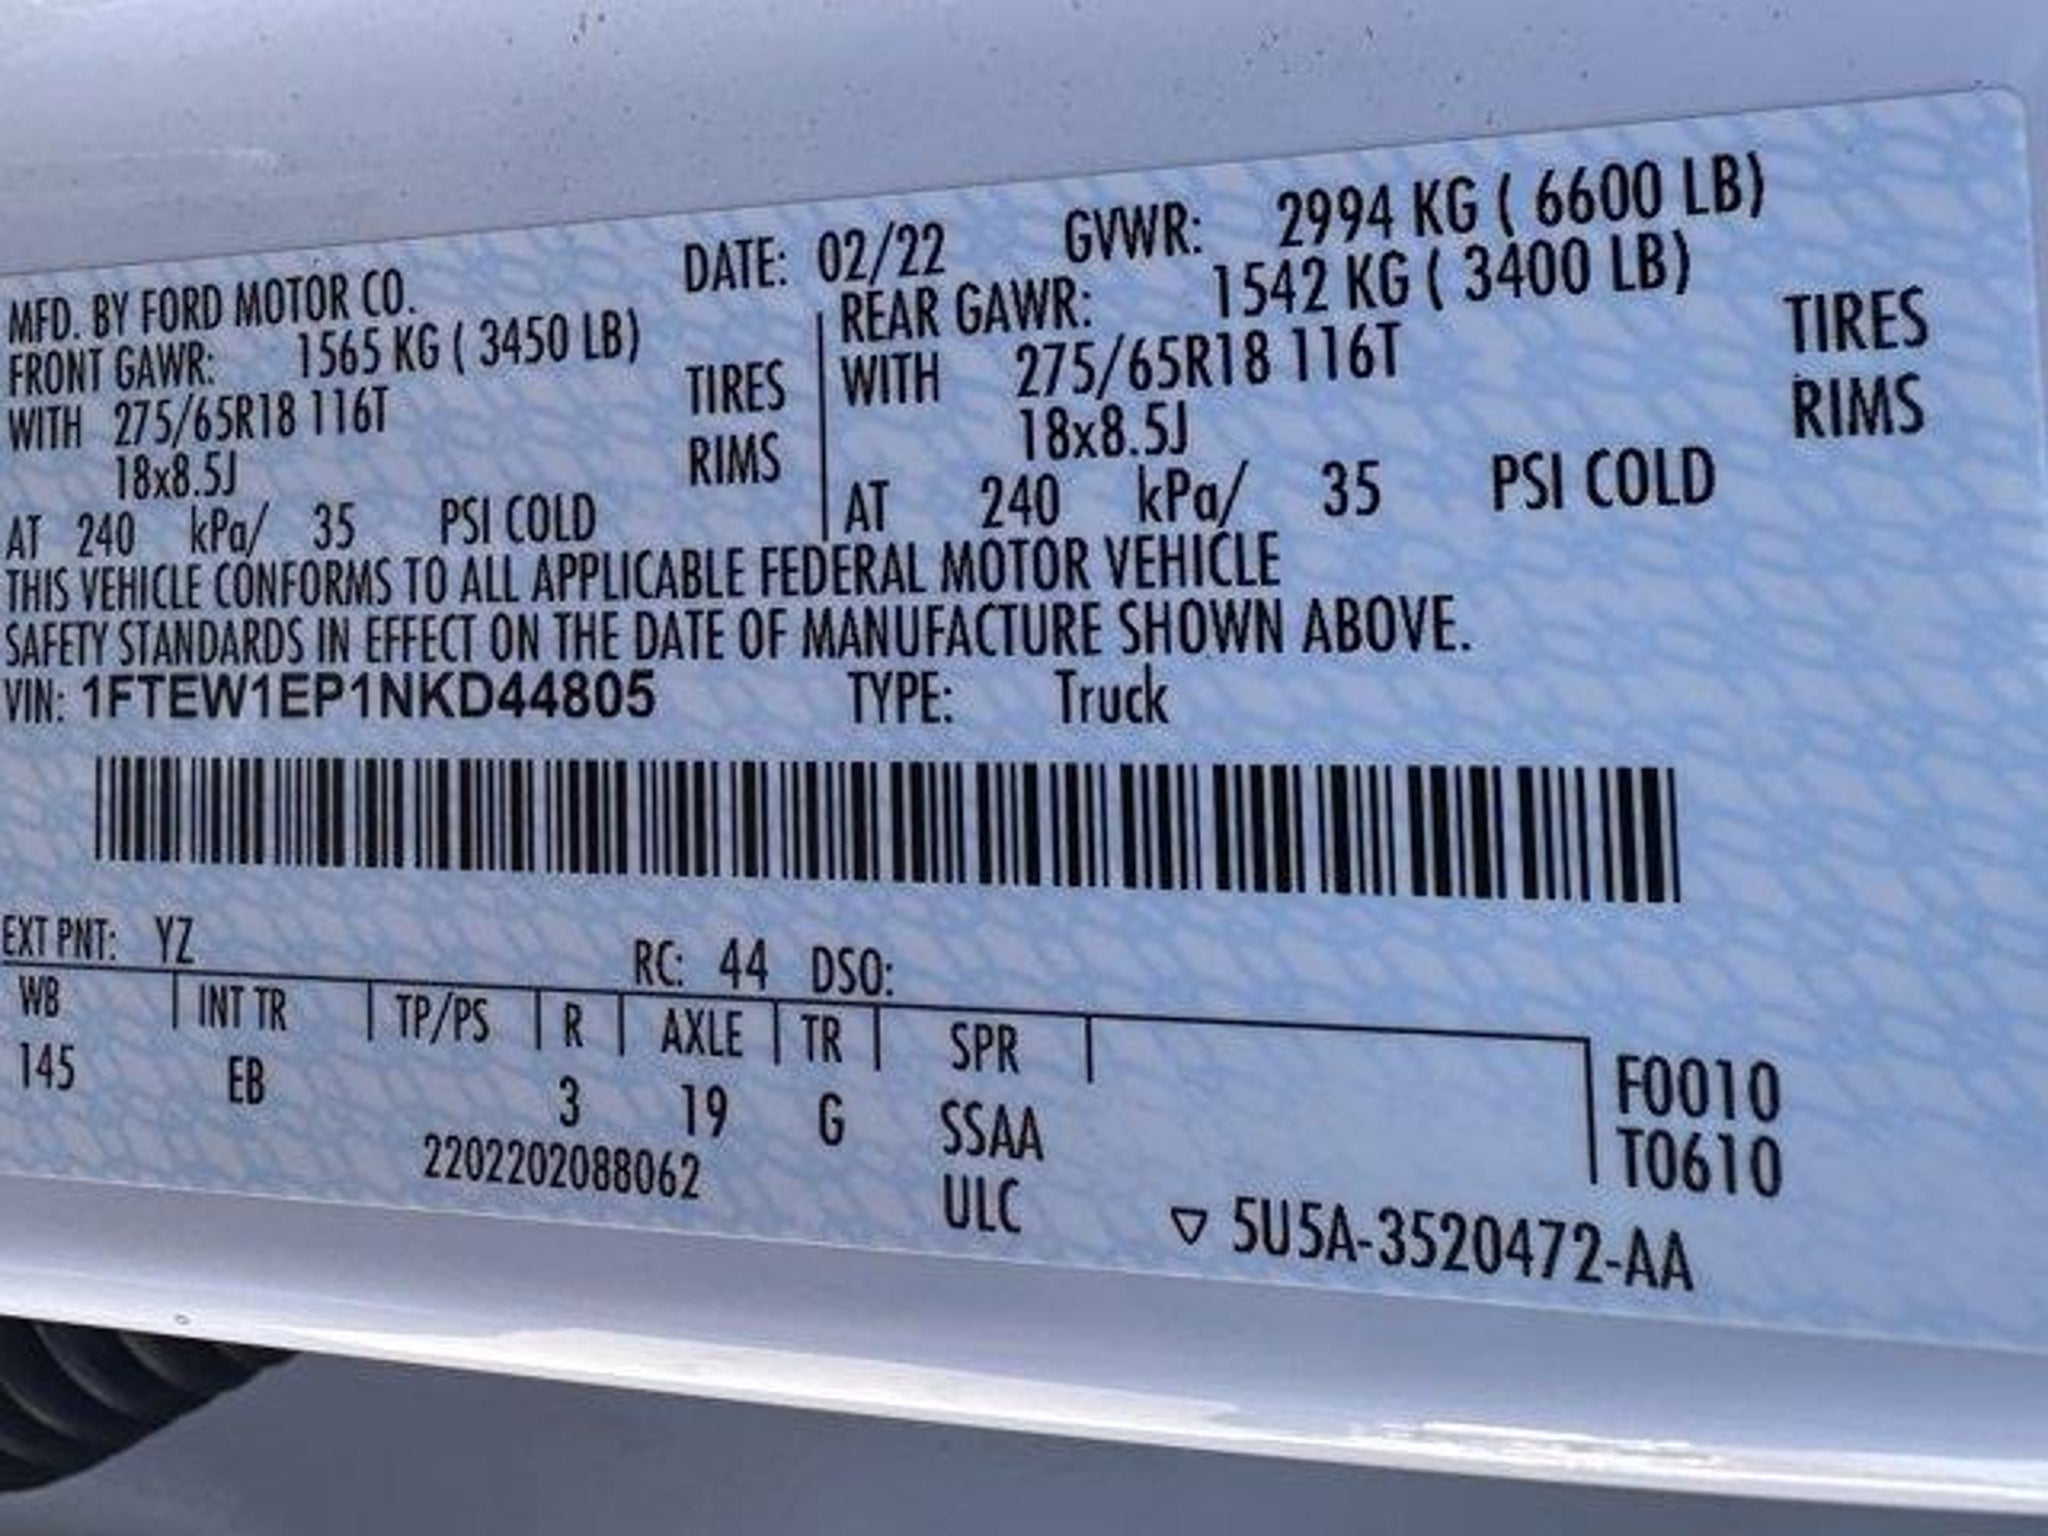 MFD. BY FORD MOTOR CO. DATE: 02/22 GVWR: 2994 KG ( 6600 LB)
FRONT GAWR: 1565 KG ( 3450 LB) REAR GAWR: 1542 KG ( 3400 LB)
WITH 275/65R18 116T TIRES WITH 275/65R18 116T TIRES
18x8.5J RIMS 18x8.5J RIMS
AT 240 kPa/ 35 PSI COLD AT 240 kPa/ 35 PSI COLD
THIS VEHICLE CONFORMS TO ALL APPLICABLE FEDERAL MOTOR VEHICLE
SAFETY STANDARDS IN EFFECT ON THE DATE OF MANUFACTURE SHOWN ABOVE.
VIN: 1FTEW1EP1NKD44805 TYPE: Truck
EXT PNT: YZ RC: 44 DSO:
WB INT TR TP/PS R AXLE TR SPR
145 EB 3 19 G SSAA F0010
T0610
2202202088062 ULC ▽ 5U5A-3520472-AA